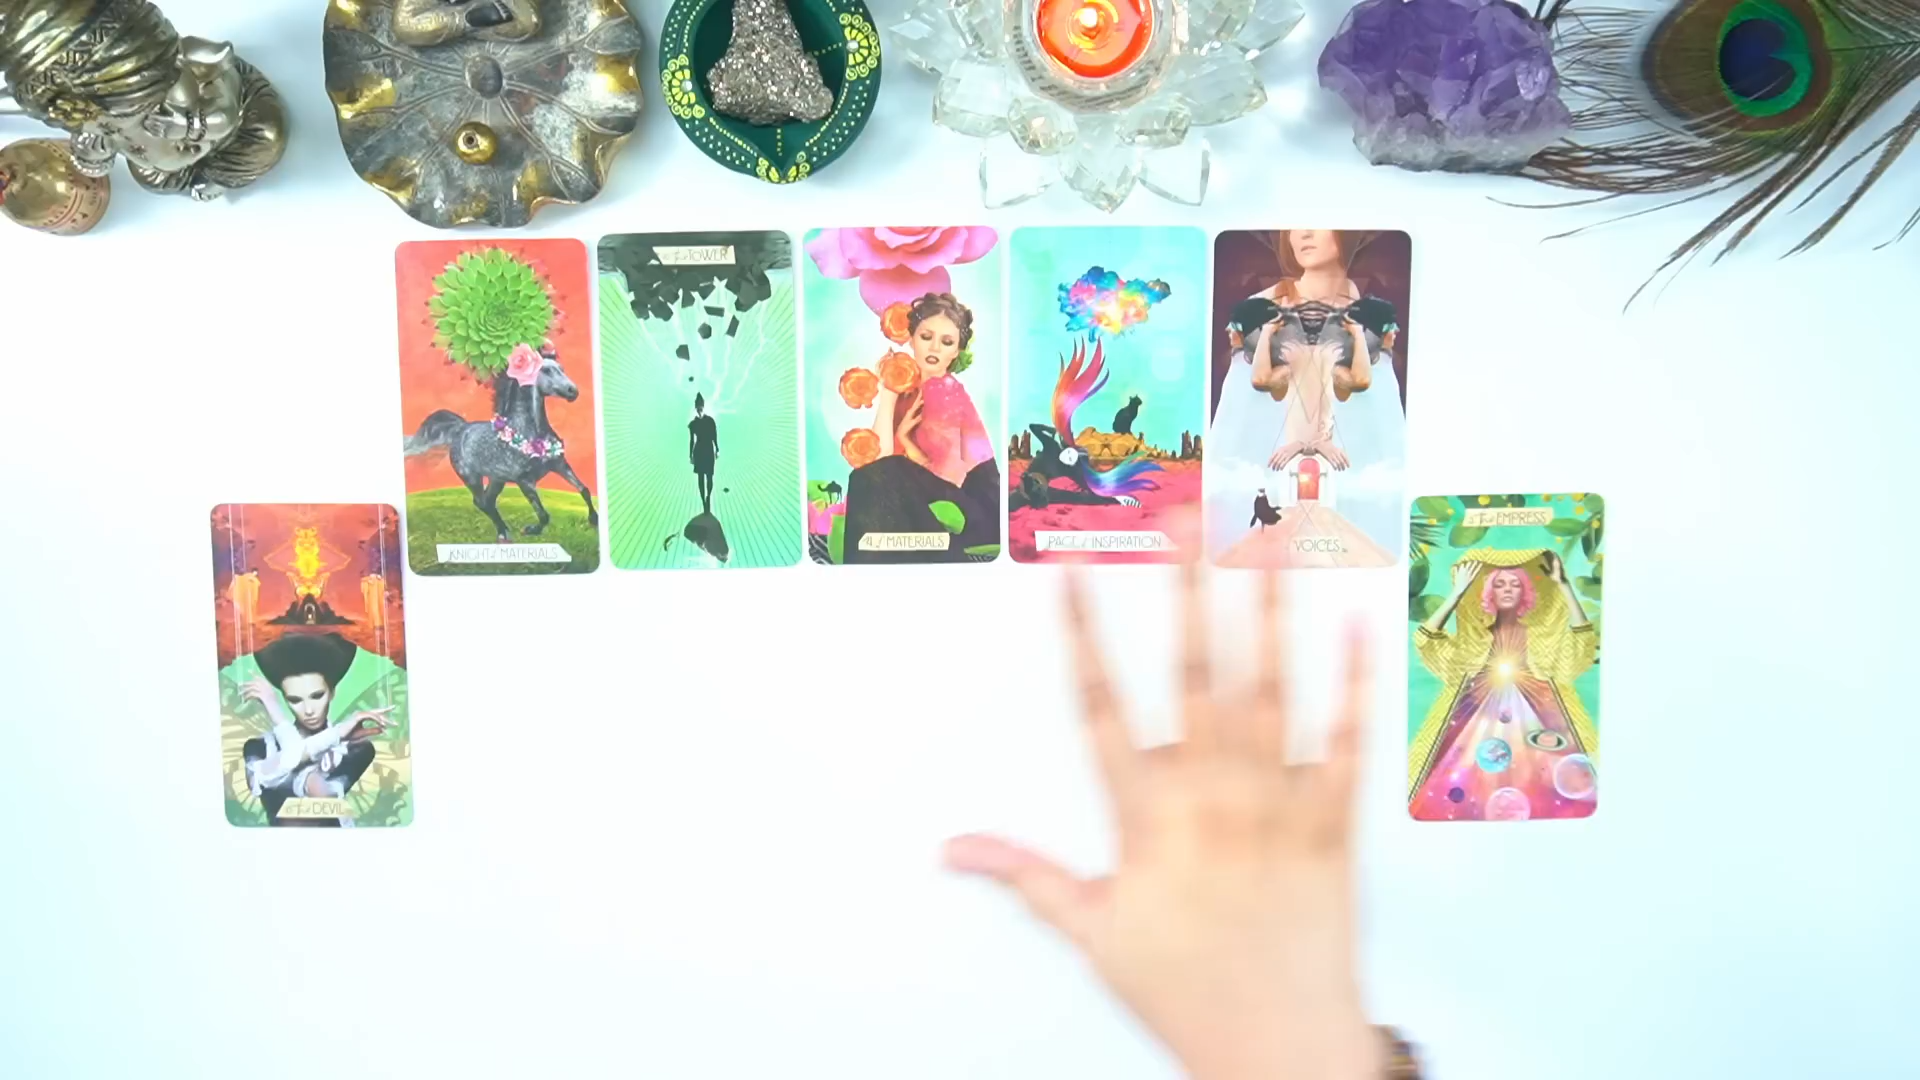 The TOWER
KNIGHT of MATERIALS
4 of MATERIALS
PAGE of INSPIRATION
VOICES
The EMPRESS
The DEVIL